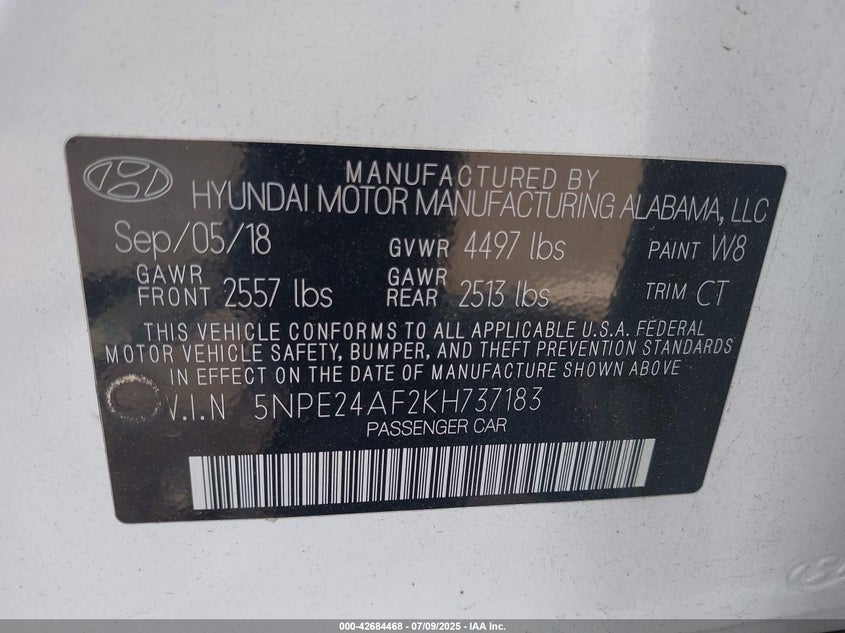 MANUFACTURED BY
HYUNDAI MOTOR MANUFACTURING ALABAMA, LLC
Sep/05/18 GVWR 4497 lbs PAINT W8
GAWR FRONT 2557 lbs GAWR REAR 2513 lbs TRIM CT
THIS VEHICLE CONFORMS TO ALL APPLICABLE U.S.A. FEDERAL
MOTOR VEHICLE SAFETY, BUMPER, AND THEFT PREVENTION STANDARDS
IN EFFECT ON THE DATE OF MANUFACTURE SHOWN ABOVE
V.I.N 5NPE24AF2KH737183
PASSENGER CAR
000-42684468 - 07/09/2025 - IAA Inc.